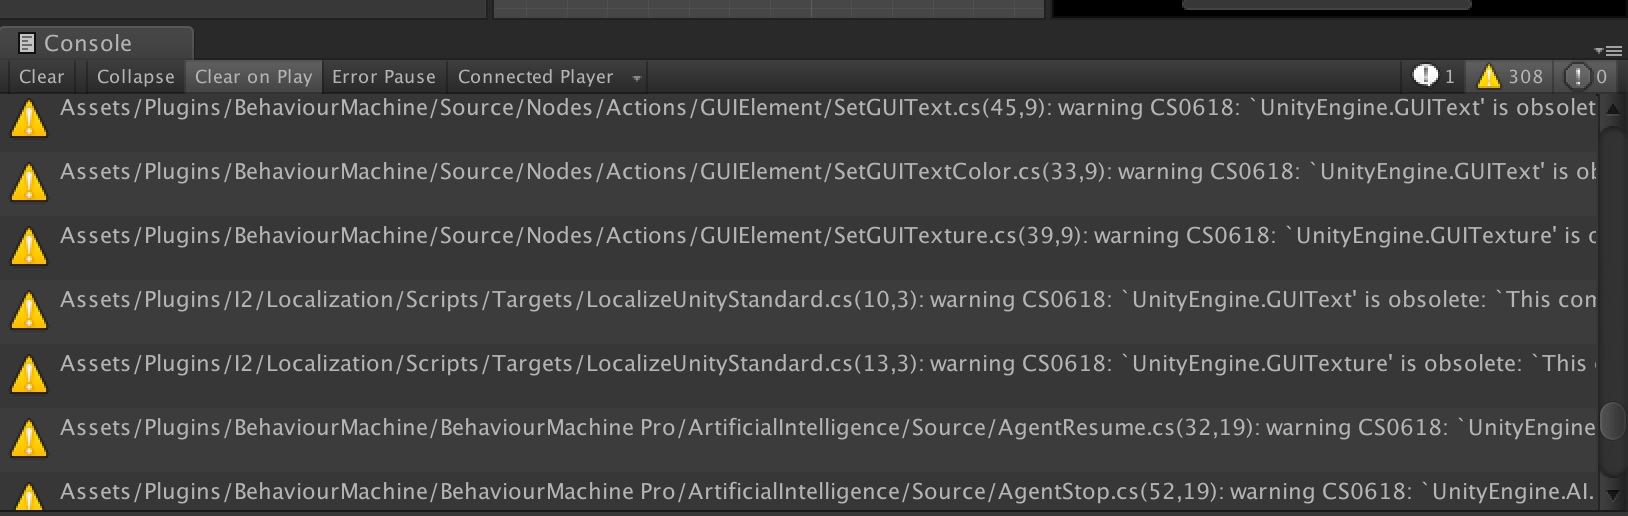 Console
Clear Collapse Clear on Play Error Pause Connected Player 1 308 0
Assets/Plugins/BehaviourMachine/Source/Nodes/Actions/GUIElement/SetGUIText.cs(45,9): warning CS0618: `UnityEngine.GUIText' is obsolet
Assets/Plugins/BehaviourMachine/Source/Nodes/Actions/GUIElement/SetGUITextColor.cs(33,9): warning CS0618: `UnityEngine.GUIText' is ob
Assets/Plugins/BehaviourMachine/Source/Nodes/Actions/GUIElement/SetGUITexture.cs(39,9): warning CS0618: `UnityEngine.GUITexture' is o
Assets/Plugins/I2/Localization/Scripts/Targets/LocalizeUnityStandard.cs(10,3): warning CS0618: `UnityEngine.GUIText' is obsolete: `This com
Assets/Plugins/I2/Localization/Scripts/Targets/LocalizeUnityStandard.cs(13,3): warning CS0618: `UnityEngine.GUITexture' is obsolete: `This
Assets/Plugins/BehaviourMachine/BehaviourMachine Pro/ArtificialIntelligence/Source/AgentResume.cs(32,19): warning CS0618: `UnityEngine
Assets/Plugins/BehaviourMachine/BehaviourMachine Pro/ArtificialIntelligence/Source/AgentStop.cs(52,19): warning CS0618: `UnityEngine.AI.